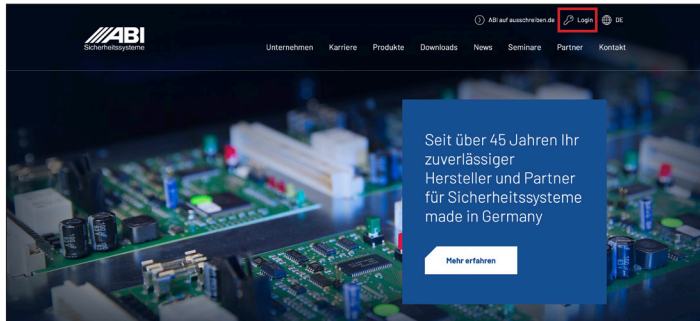 ABI auf ausschreiben.de Login DE
ABI
Sicherheitssysteme
Unternehmen Karriere Produkte Downloads News Seminare Partner Kontakt
Seit über 45 Jahren Ihr
zuverlässiger
Hersteller und Partner
für Sicherheitssysteme
made in Germany
Mehr erfahren